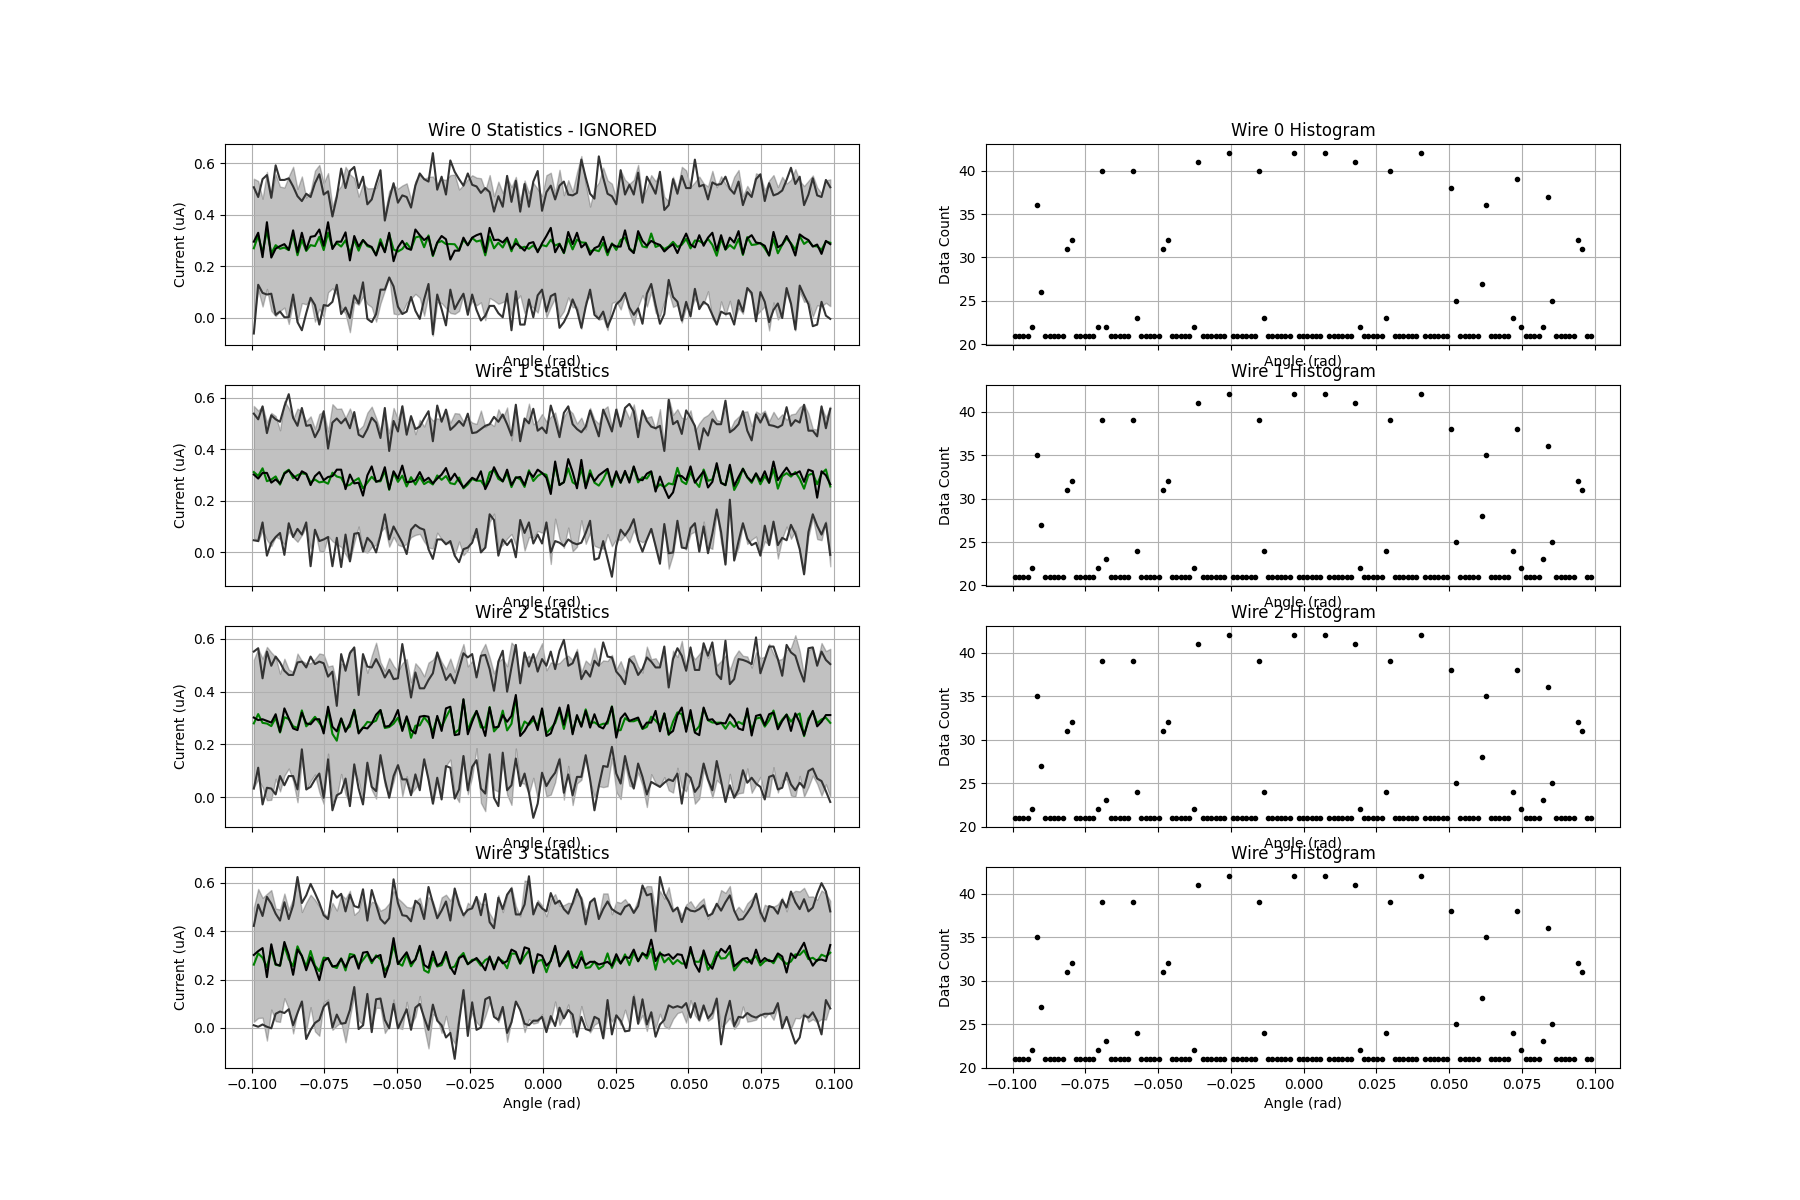 Wire 0 Statistics - IGNORED
Wire 0 Histogram
0.6
0.4
0.2
0.0
Current (uA)
Angle (rad)
40
35
30
25
20
Data Count
Angle (rad)
Wire 1 Statistics
Wire 1 Histogram
0.6
0.4
0.2
0.0
Current (uA)
Angle (rad)
40
35
30
25
20
Data Count
Angle (rad)
Wire 2 Statistics
Wire 2 Histogram
0.6
0.4
0.2
0.0
Current (uA)
Angle (rad)
40
35
30
25
20
Data Count
Angle (rad)
Wire 3 Statistics
Wire 3 Histogram
0.6
0.4
0.2
0.0
Current (uA)
−0.100 −0.075 −0.050 −0.025 0.000 0.025 0.050 0.075 0.100
Angle (rad)
40
35
30
25
20
Data Count
−0.100 −0.075 −0.050 −0.025 0.000 0.025 0.050 0.075 0.100
Angle (rad)